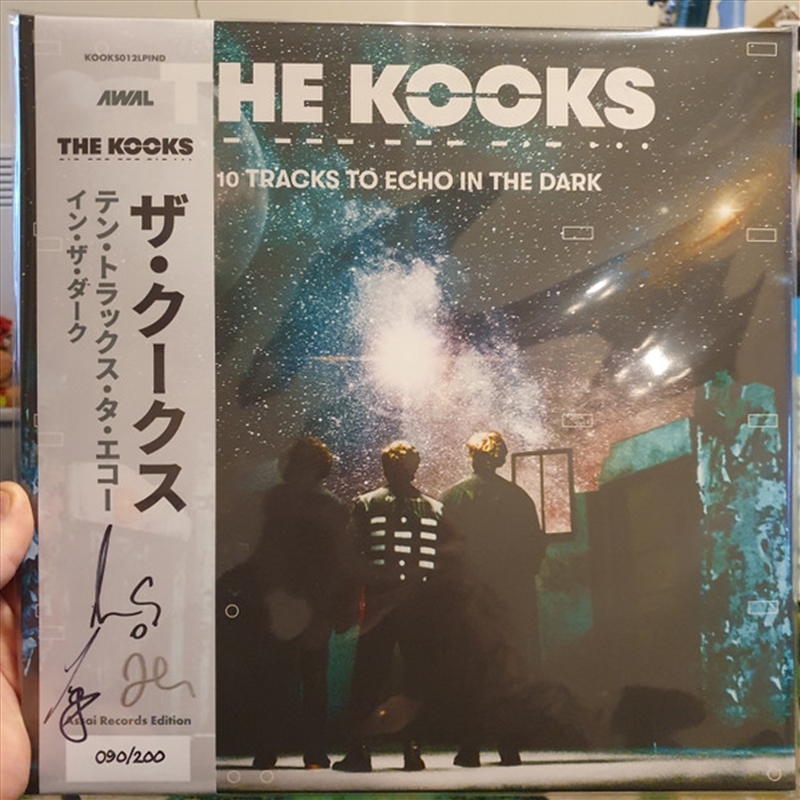 KOOKS012LPIND
AWAL
THE KOOKS
ザ・クークス
テン・トラックス・タ・エコー
イン・ザ・ダーク
Assai Records Edition
090/200
THE KOOKS
10 TRACKS TO ECHO IN THE DARK